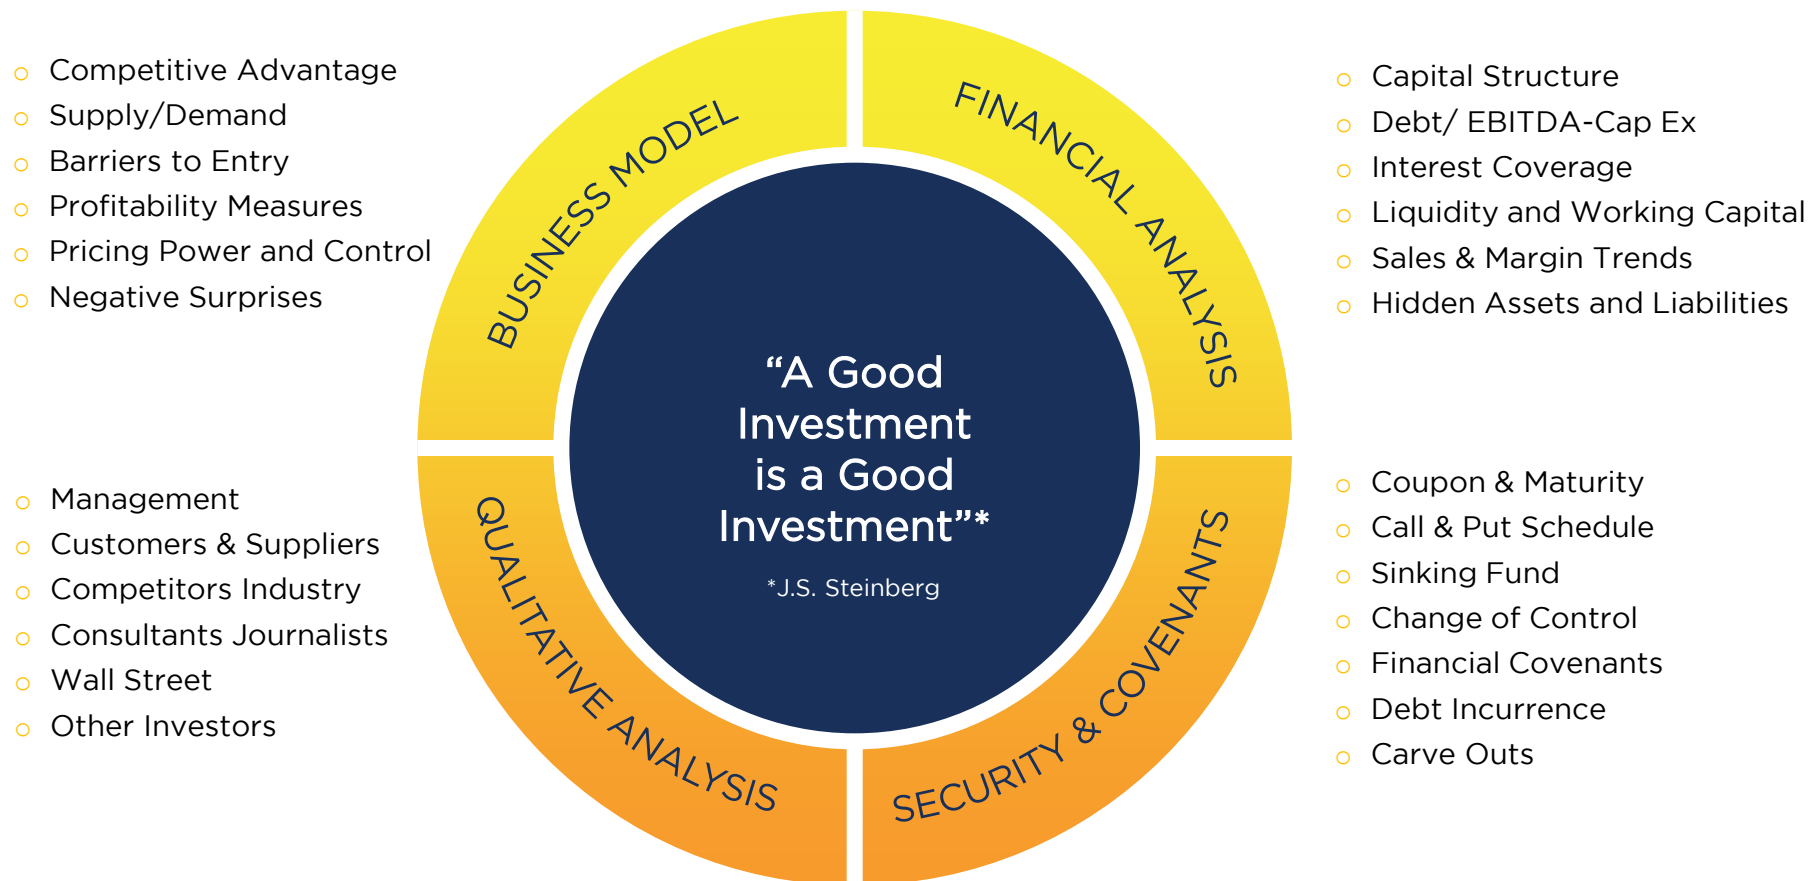 Competitive Advantage
Supply/Demand
Barriers to Entry
Profitability Measures
Pricing Power and Control
Negative Surprises
BUSINESS MODEL
FINANCIAL ANALYSIS
Capital Structure
Debt/ EBITDA-Cap Ex
Interest Coverage
Liquidity and Working Capital
Sales & Margin Trends
Hidden Assets and Liabilities
“A Good
Investment
is a Good
Investment”*
*J.S. Steinberg
Management
Customers & Suppliers
Competitors Industry
Consultants Journalists
Wall Street
Other Investors
QUALITATIVE ANALYSIS
SECURITY & COVENANTS
Coupon & Maturity
Call & Put Schedule
Sinking Fund
Change of Control
Financial Covenants
Debt Incurrence
Carve Outs